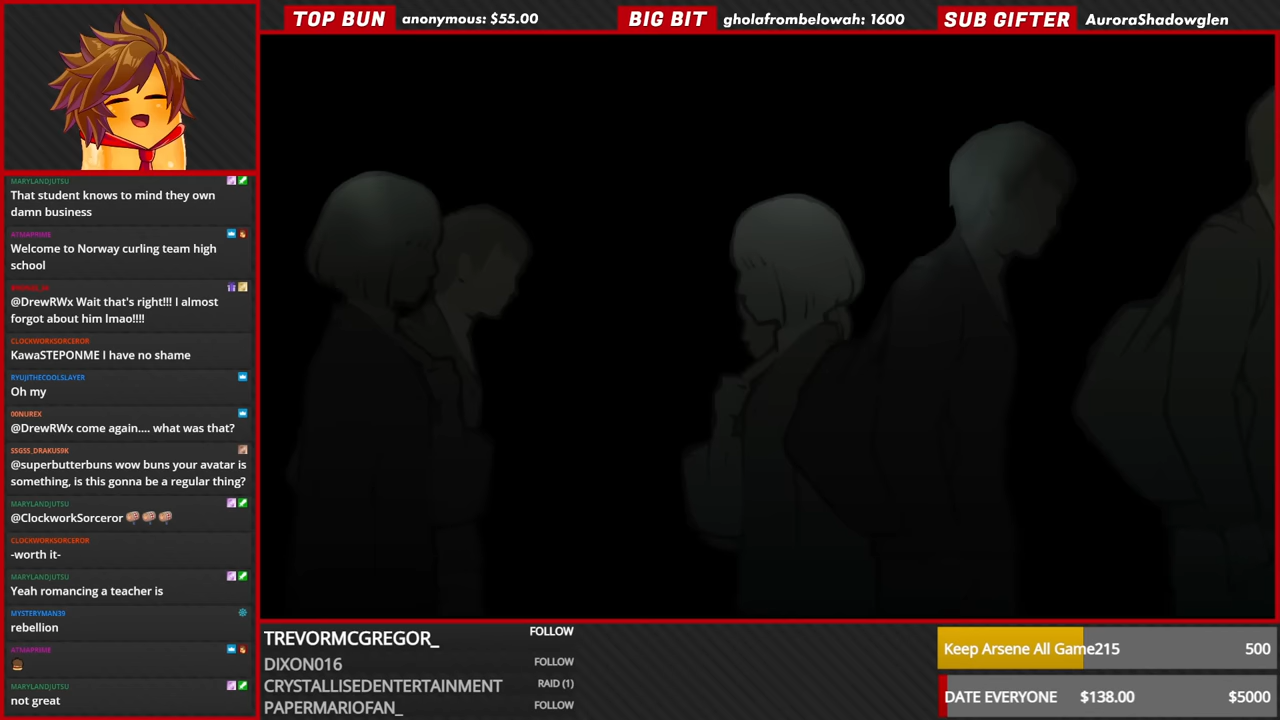 TOP BUN anonymous: $55.00 BIG BIT gholafrombelowah: 1600 SUB GIFTER AuroraShadowglen
MARYLANDJUTSU
That student knows to mind they own
damn business
ATMAPRIME
Welcome to Norway curling team high
school
@DrewRWx Wait that's right!!! I almost
forgot about him lmao!!!!
CLOCKWORKSORCEROR
KawaSTEPONME I have no shame
RYUJITHECOOLSLAYER
Oh my
00NUREX
@DrewRWx come again.... what was that?
SSGSS_DRAKUS9K
@superbutterbuns wow buns your avatar is
something, is this gonna be a regular thing?
MARYLANDJUTSU
@ClockworkSorceror
CLOCKWORKSORCEROR
-worth it-
MARYLANDJUTSU
Yeah romancing a teacher is
MYSTERYMAN39
rebellion
ATMAPRIME
MARYLANDJUTSU
not great
TREVORMCGREGOR_ FOLLOW
DIXON016 FOLLOW
CRYSTALLISEDENTERTAINMENT RAID (1)
PAPERMARIOFAN_ FOLLOW
Keep Arsene All Game215 500
DATE EVERYONE $138.00 $5000